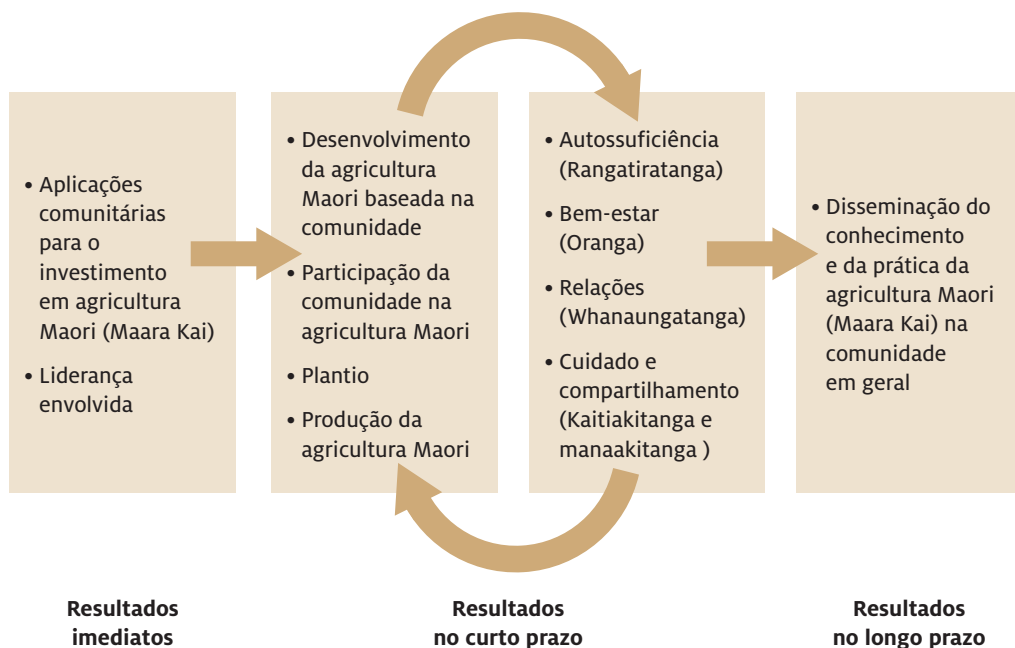 • Aplicações
comunitárias
para o
investimento
em agricultura
Maori (Maara Kai)
• Liderança
envolvida
• Desenvolvimento
da agricultura
Maori baseada na
comunidade
• Participação da
comunidade na
agricultura Maori
• Plantio
• Produção da
agricultura Maori
• Autossuficiência
(Rangatiratanga)
• Bem-estar
(Oranga)
• Relações
(Whanaungatanga)
• Cuidado e
compartilhamento
(Kaitiakitanga e
manaakitanga )
• Disseminação do
conhecimento
e da prática da
agricultura Maori
(Maara Kai) na
comunidade
em geral
Resultados
imediatos
Resultados
no curto prazo
Resultados
no longo prazo